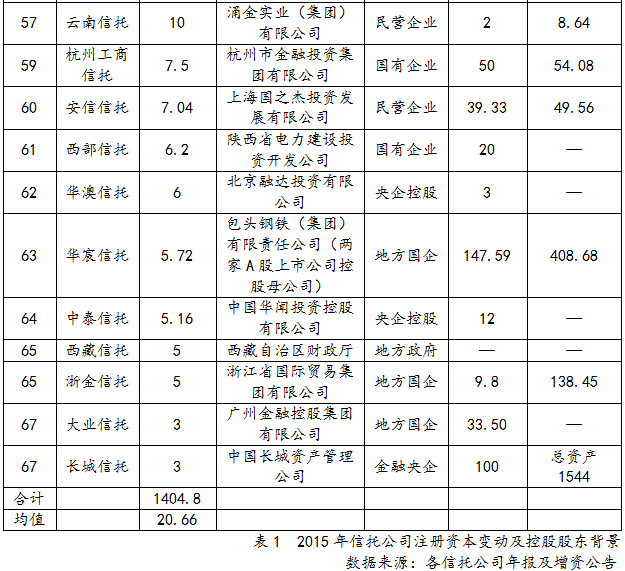 57 云南信托 10 涌金实业（集团）有限公司 民营企业 2 8.64
59 杭州工商信托 7.5 杭州市金融投资集团有限公司 国有企业 50 54.08
60 安信信托 7.04 上海国之杰投资发展有限公司 民营企业 39.33 49.56
61 西部信托 6.2 陕西省电力建设投资开发公司 国有企业 20 —
62 华澳信托 6 北京融达投资有限公司 央企控股 3 —
63 华宸信托 5.72 包头钢铁（集团）有限责任公司（两家A股上市公司控股母公司） 地方国企 147.59 408.68
64 中泰信托 5.16 中国华闻投资控股有限公司 央企控股 12 —
65 西藏信托 5 西藏自治区财政厅 地方政府 — —
65 浙金信托 5 浙江省国际贸易集团有限公司 地方国企 9.8 138.45
67 大业信托 3 广州金融控股集团有限公司 地方国企 33.50 —
67 长城信托 3 中国长城资产管理公司 金融央企 100 总资产1544
合计 1404.8
均值 20.66
表1 2015年信托公司注册资本变动及控股股东背景
数据来源：各信托公司年报及增资公告